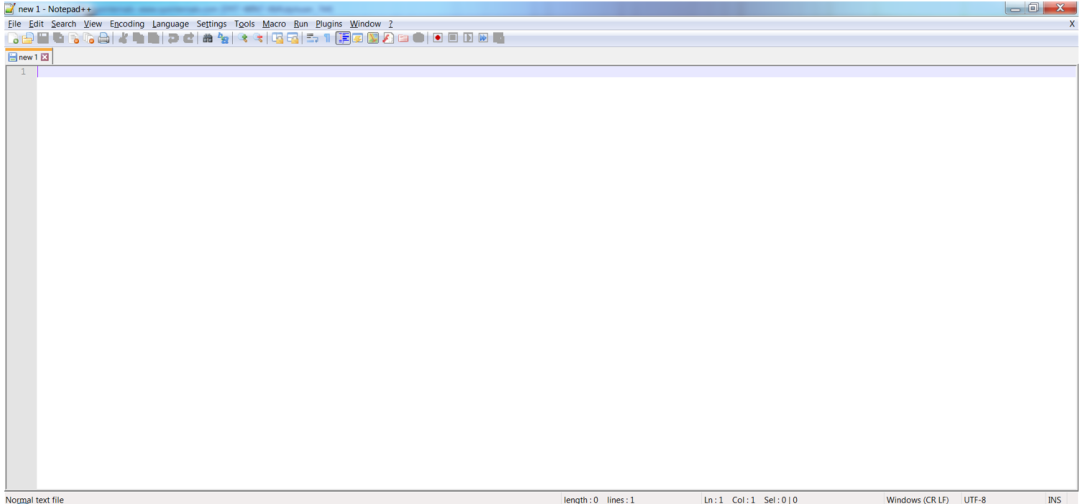 new 1 - Notepad++
File Edit Search View Encoding Language Settings Tools Macro Run Plugins Window ? X
new 1
1
Normal text file length : 0 lines : 1 Ln : 1 Col : 1 Sel : 0 | 0 Windows (CR LF) UTF-8 INS